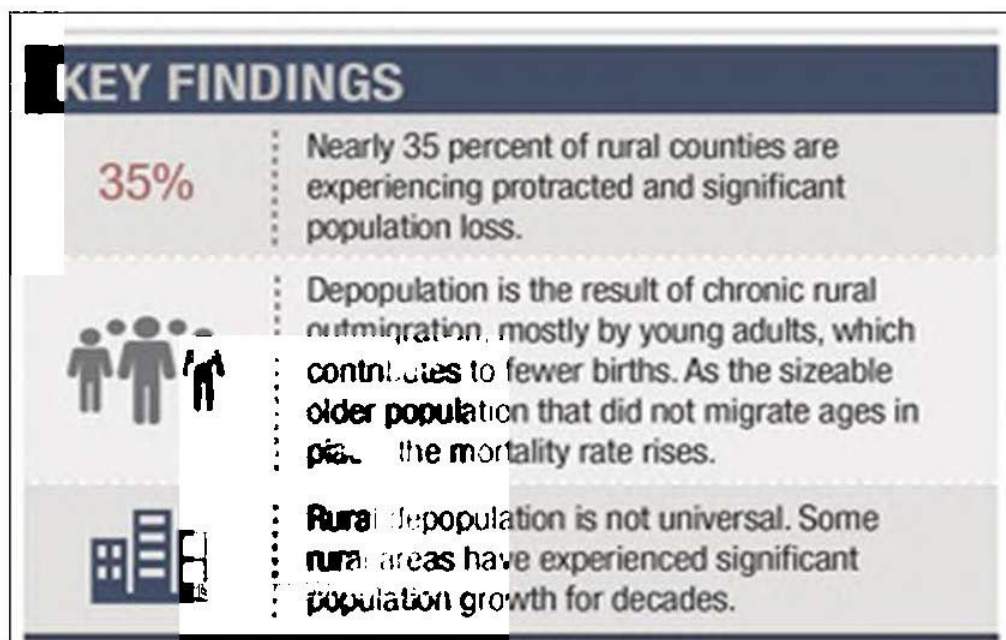 KEY FINDINGS
35%
Nearly 35 percent of rural counties are
experiencing protracted and significant
population loss.
Depopulation is the result of chronic rural
outmigration, mostly by young adults, which
contributes to fewer births. As the sizeable
older population that did not migrate ages in
the mortality rate rises.
Rural depopulation is not universal. Some
rural areas have experienced significant
population growth for decades.